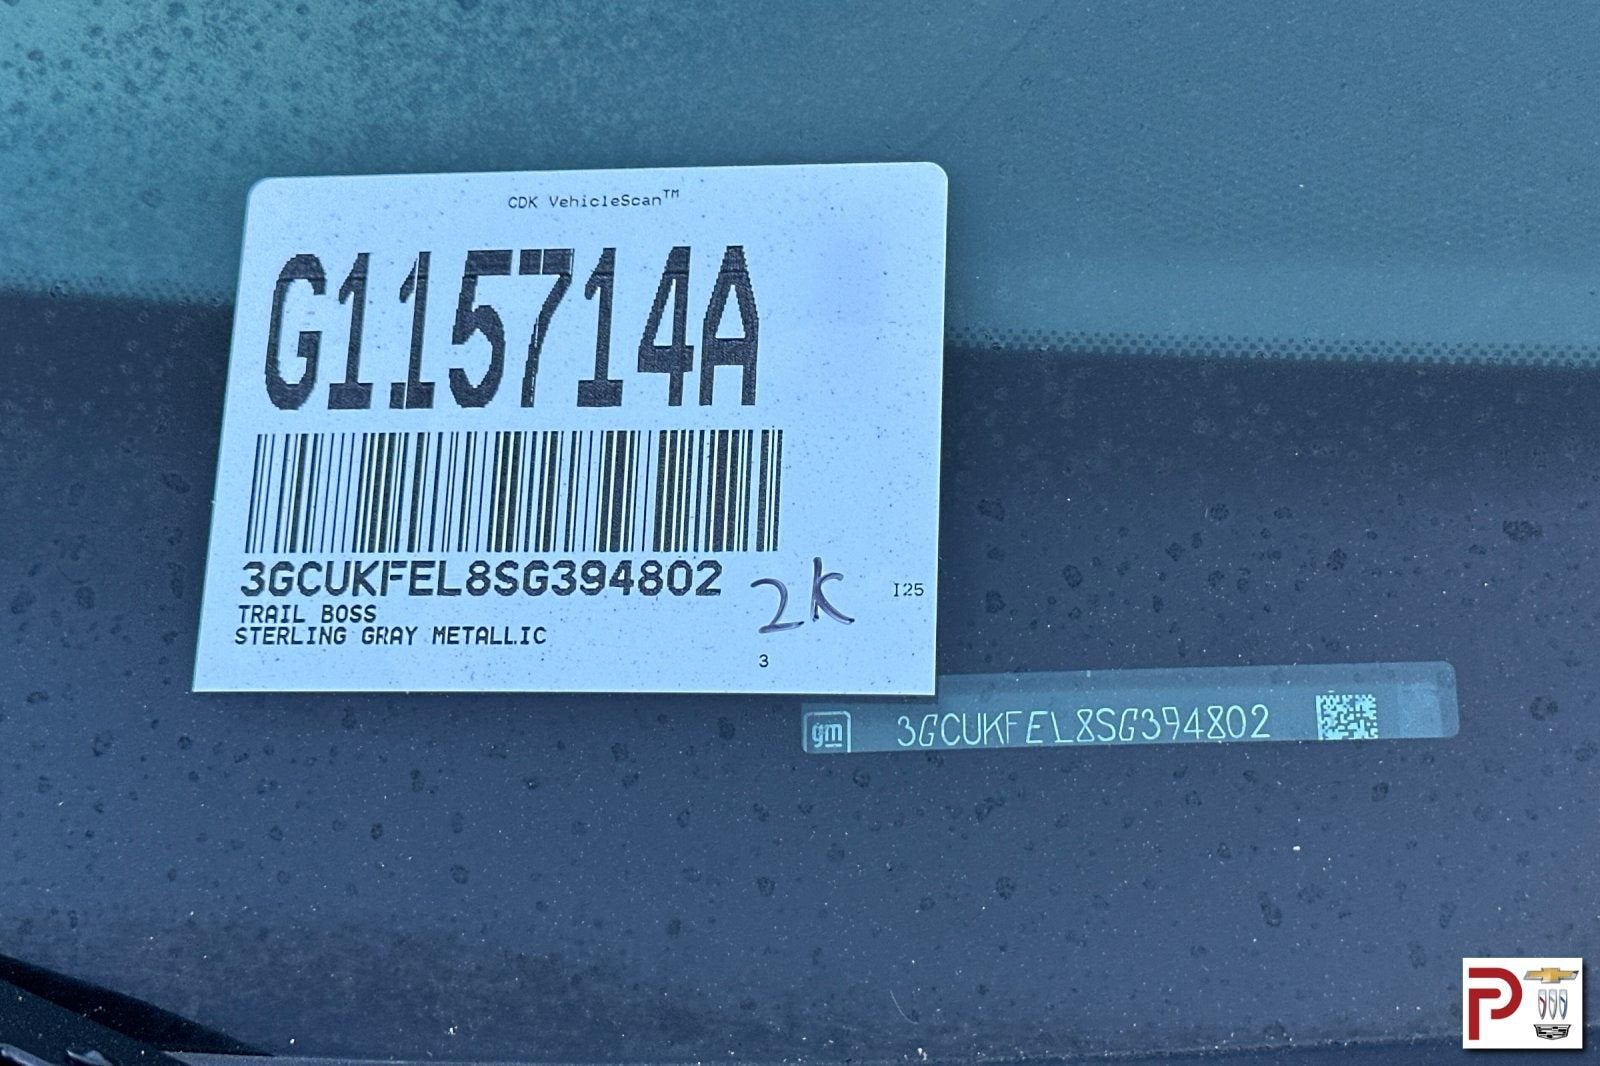 CDK VehicleScan™
G115714A
3GCUKFEL8SG394802
TRAIL BOSS
STERLING GRAY METALLIC
2K
I25
3
gm 3GCUKFEL8SG394802
P